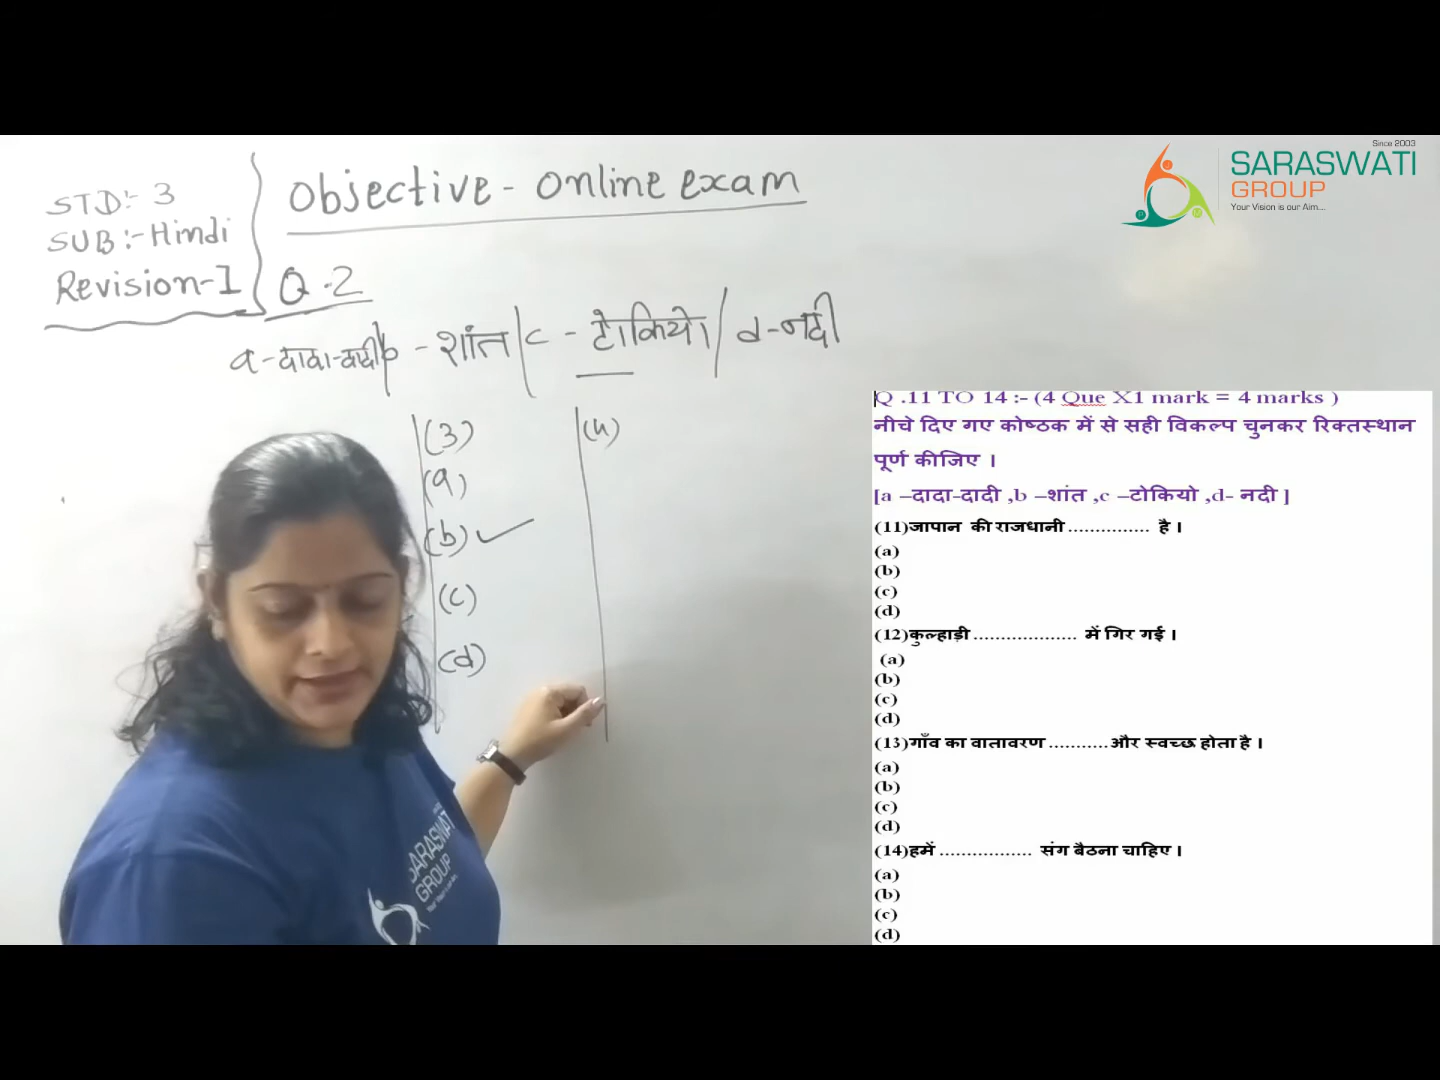 STD:- 3
SUB:- Hindi
Revision-I
Objective - Online exam
Q.2
a-दादा-दादी b - शांत c - टोकियो d-नदी
(3)
(a)
(b) ✓
(c)
(d)
(4)
Since 2003
SARASWATI
GROUP
Your Vision is our Aim....
Q .11 TO 14 :- (4 Que X1 mark = 4 marks )
नीचे दिए गए कोष्ठक में से सही विकल्प चुनकर रिक्तस्थान
पूर्ण कीजिए ।
[a –दादा-दादी ,b –शांत ,c –टोकियो ,d- नदी ]
(11)जापान की राजधानी ............... है ।
(a)
(b)
(c)
(d)
(12)कुल्हाड़ी ................... में गिर गई ।
(a)
(b)
(c)
(d)
(13)गाँव का वातावरण ...........और स्वच्छ होता है ।
(a)
(b)
(c)
(d)
(14)हमें ................. संग बैठना चाहिए ।
(a)
(b)
(c)
(d)
SARASWATI
GROUP